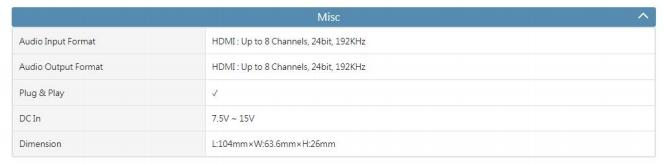 Misc
Audio Input Format HDMI : Up to 8 Channels, 24bit, 192KHz
Audio Output Format HDMI : Up to 8 Channels, 24bit, 192KHz
Plug & Play √
DC In 7.5V ~ 15V
Dimension L:104mm×W:63.6mm×H:26mm